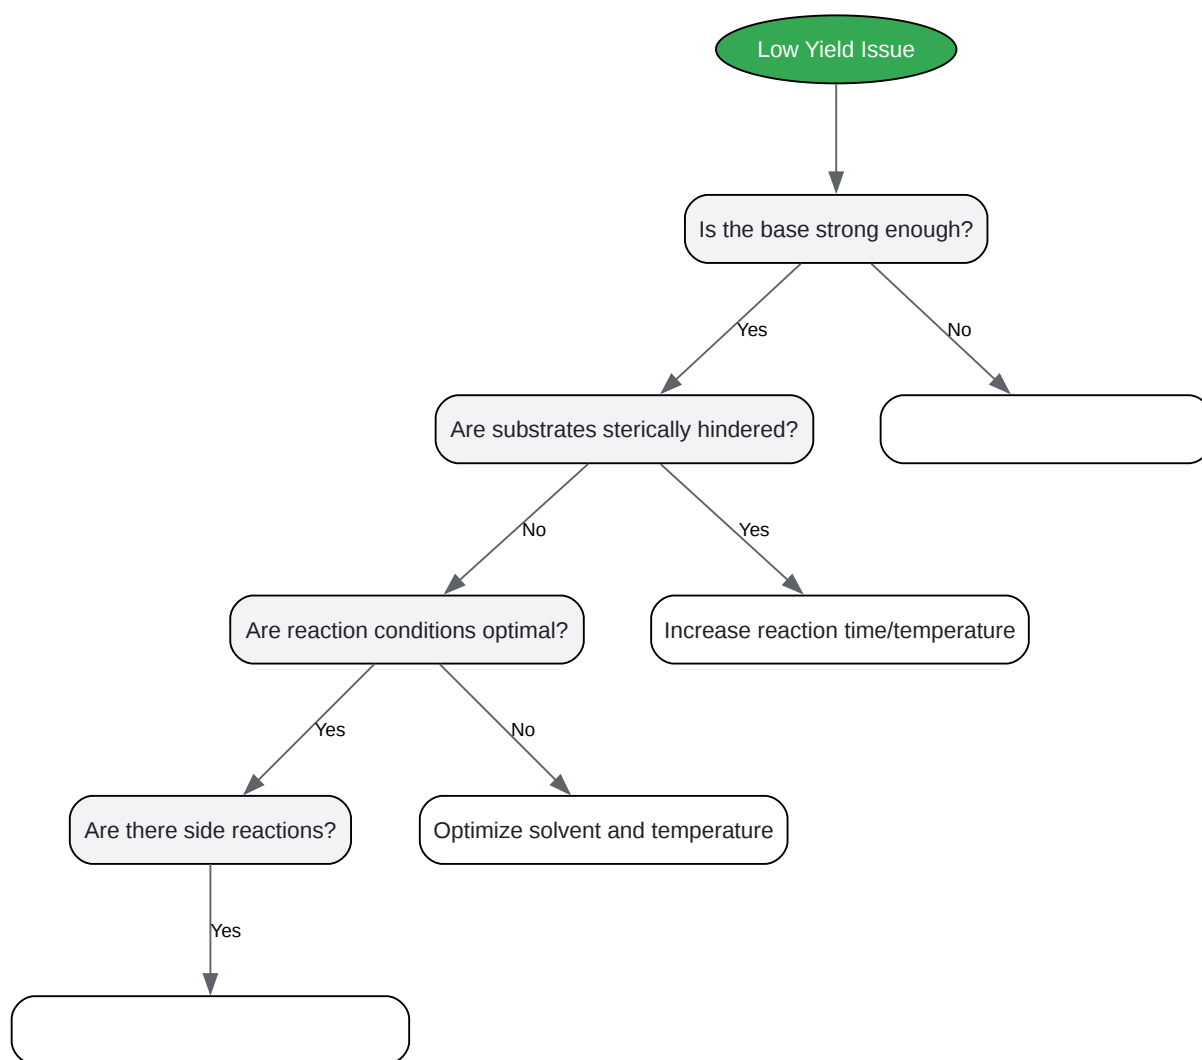 Low Yield Issue
Is the base strong enough?
Yes
No
Are substrates sterically hindered?
No
Yes
Are reaction conditions optimal?
Increase reaction time/temperature
Yes
No
Are there side reactions?
Optimize solvent and temperature
Yes